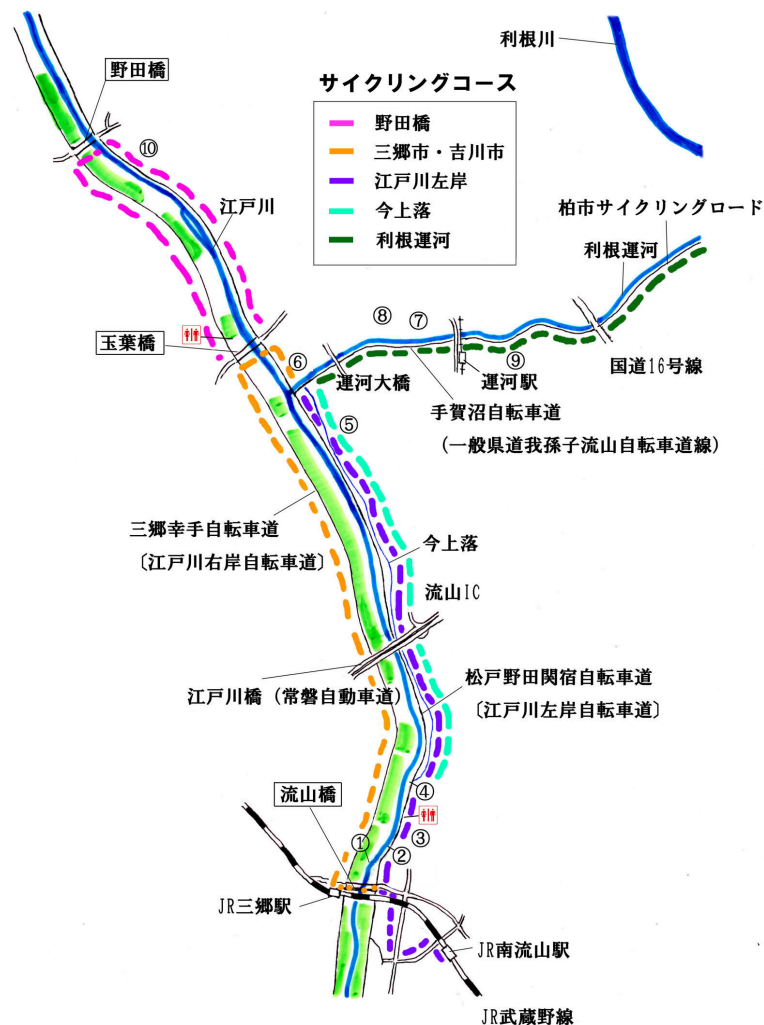 利根川
野田橋
サイクリングコース
野田橋
三郷市・吉川市
江戸川左岸
今上落
利根運河
⑩
江戸川
柏市サイクリングロード
利根運河
⑧
⑦
玉葉橋
⑥
運河大橋
運河駅
⑨
国道16号線
手賀沼自転車道
(一般県道我孫子流山自転車道線)
⑤
三郷幸手自転車道
〔江戸川右岸自転車道〕
今上落
流山IC
江戸川橋 (常磐自動車道)
松戸野田関宿自転車道
〔江戸川左岸自転車道〕
流山橋
④
③
①
②
JR三郷駅
JR南流山駅
JR武蔵野線